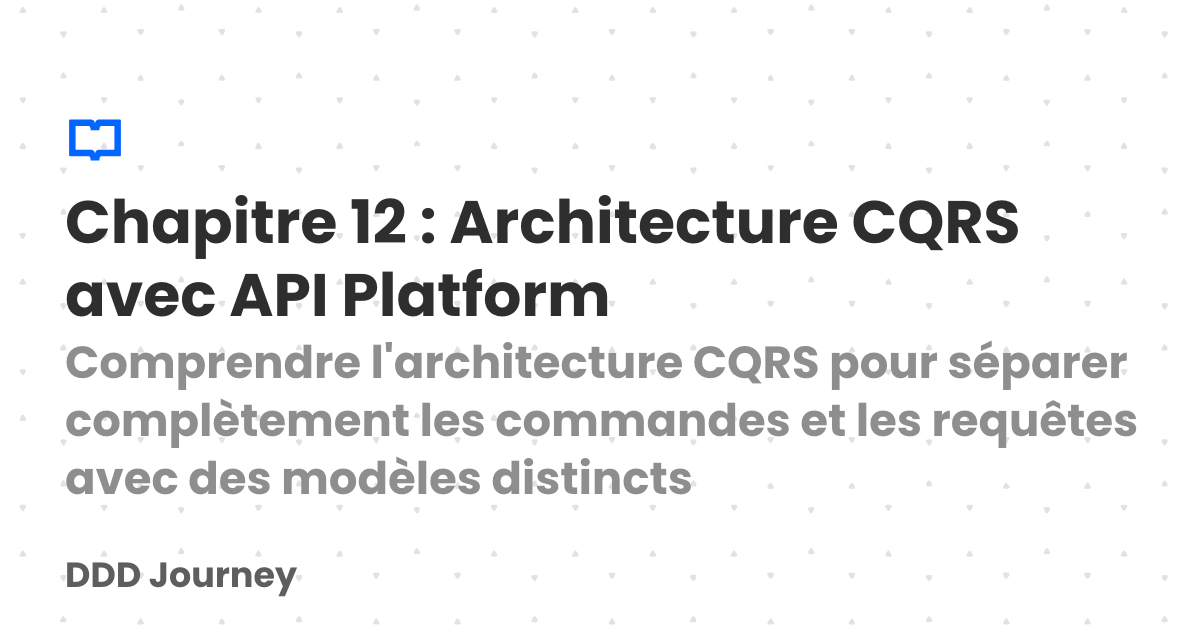 Chapitre 12 : Architecture CQRS
avec API Platform
Comprendre l'architecture CQRS pour séparer
complètement les commandes et les requêtes
avec des modèles distincts
DDD Journey